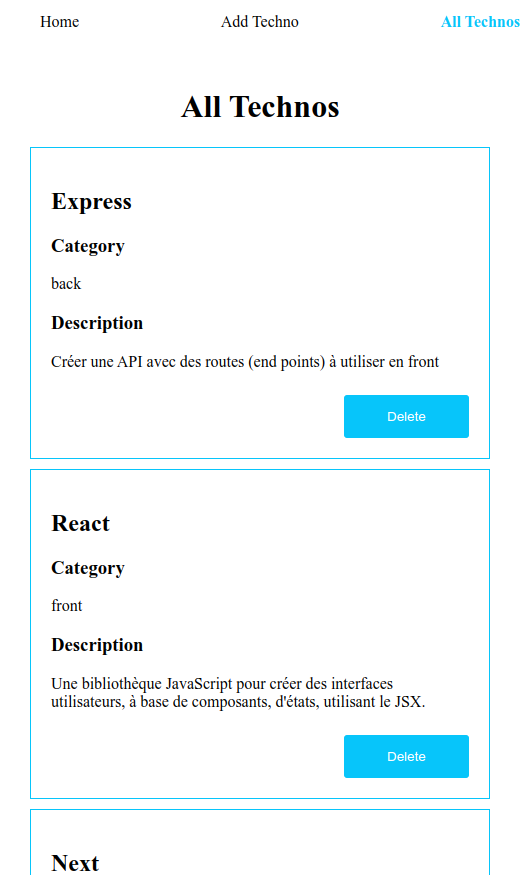 Home Add Techno All Technos
All Technos
Express
Category
back
Description
Créer une API avec des routes (end points) à utiliser en front
Delete
React
Category
front
Description
Une bibliothèque JavaScript pour créer des interfaces
utilisateurs, à base de composants, d'états, utilisant le JSX.
Delete
Next